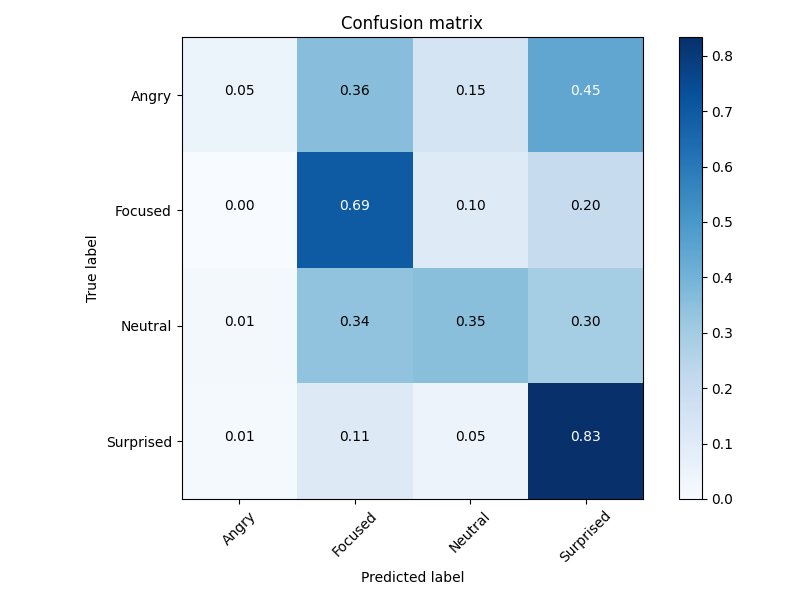 Confusion matrix
True label
Angry 0.05 0.36 0.15 0.45
Focused 0.00 0.69 0.10 0.20
Neutral 0.01 0.34 0.35 0.30
Surprised 0.01 0.11 0.05 0.83
Angry Focused Neutral Surprised
Predicted label
0.8
0.7
0.6
0.5
0.4
0.3
0.2
0.1
0.0